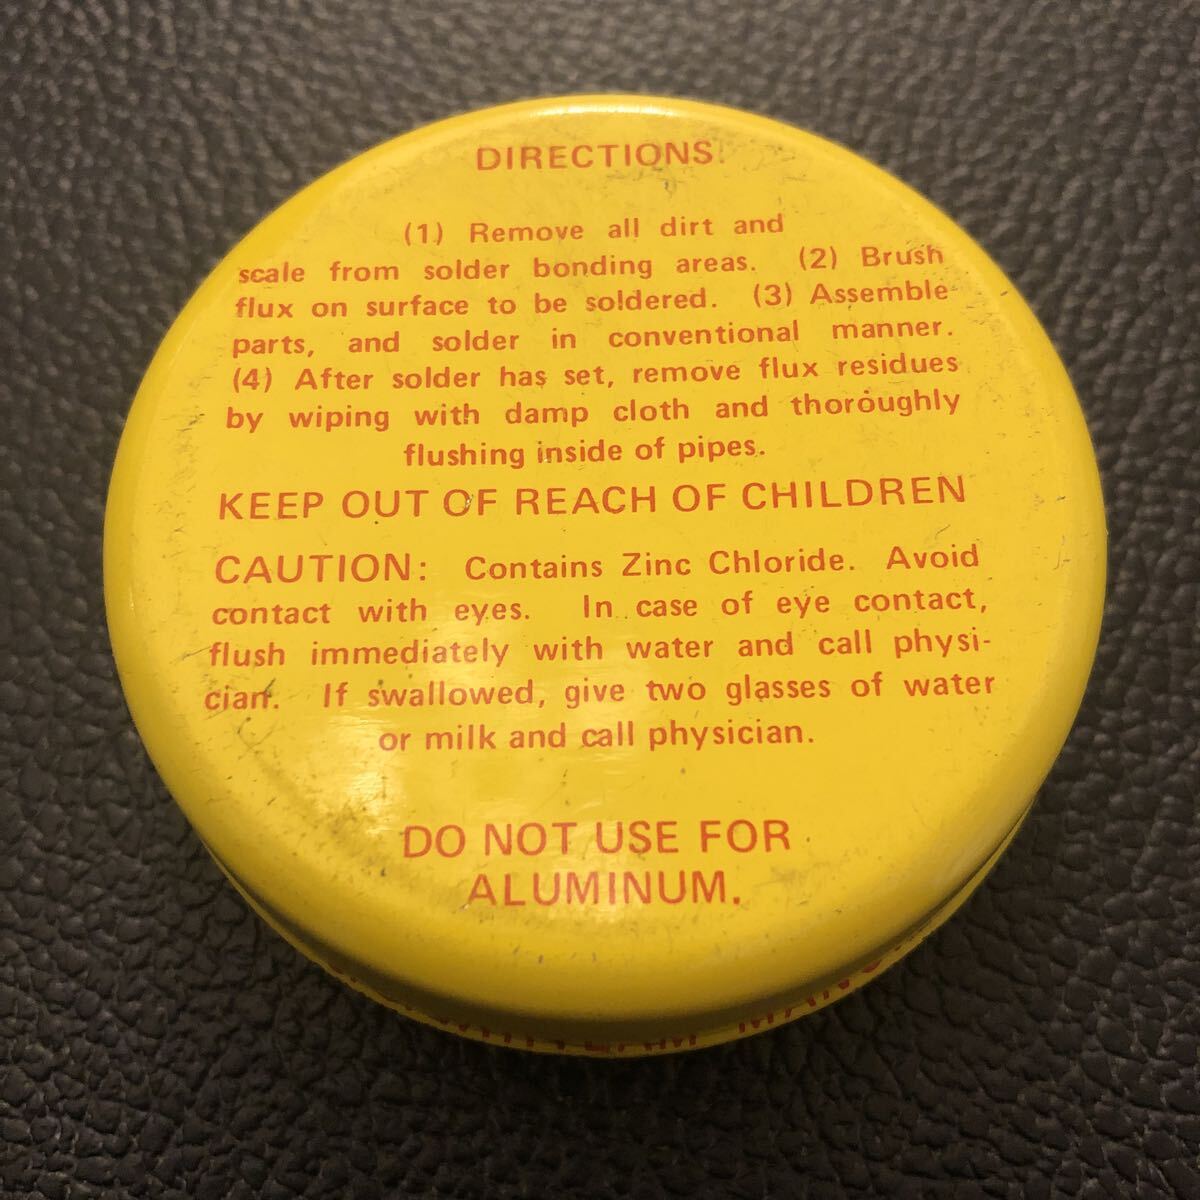 DIRECTIONS
(1) Remove all dirt and
scale from solder bonding areas. (2) Brush
flux on surface to be soldered. (3) Assemble
parts, and solder in conventional manner.
(4) After solder has set, remove flux residues
by wiping with damp cloth and thoroughly
flushing inside of pipes.
KEEP OUT OF REACH OF CHILDREN
CAUTION: Contains Zinc Chloride. Avoid
contact with eyes. In case of eye contact,
flush immediately with water and call physi-
cian. If swallowed, give two glasses of water
or milk and call physician.
DO NOT USE FOR
ALUMINUM.